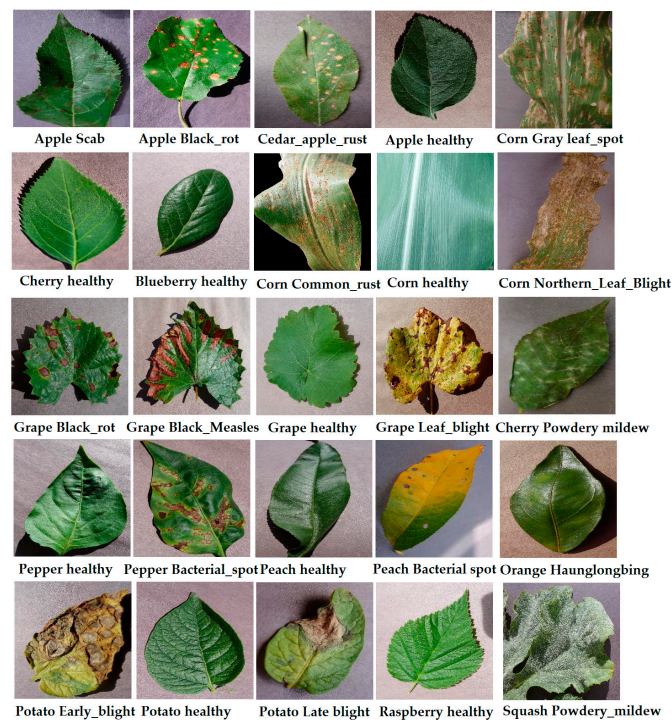 Apple Scab
Apple Black_rot
Cedar_apple_rust
Apple healthy
Corn Gray leaf_spot
Cherry healthy
Blueberry healthy
Corn Common_rust
Corn healthy
Corn Northern_Leaf_Blight
Grape Black_rot
Grape Black_Measles
Grape healthy
Grape Leaf_blight
Cherry Powdery mildew
Pepper healthy
Pepper Bacterial_spot
Peach healthy
Peach Bacterial spot
Orange Haunglongbing
Potato Early_blight
Potato healthy
Potato Late blight
Raspberry healthy
Squash Powdery_mildew